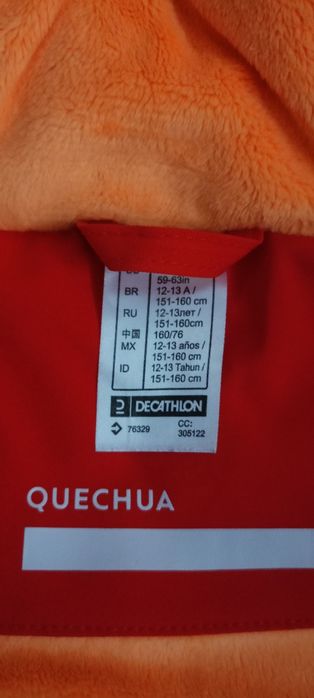 59-63in
BR 12-13 A /
151-160 cm
RU 12-13лет /
151-160cm
中国 160/76
MX 12-13 años /
151-160 cm
ID 12-13 Tahun /
151-160 cm
DECATHLON
76329 CC:
305122
QUECHUA